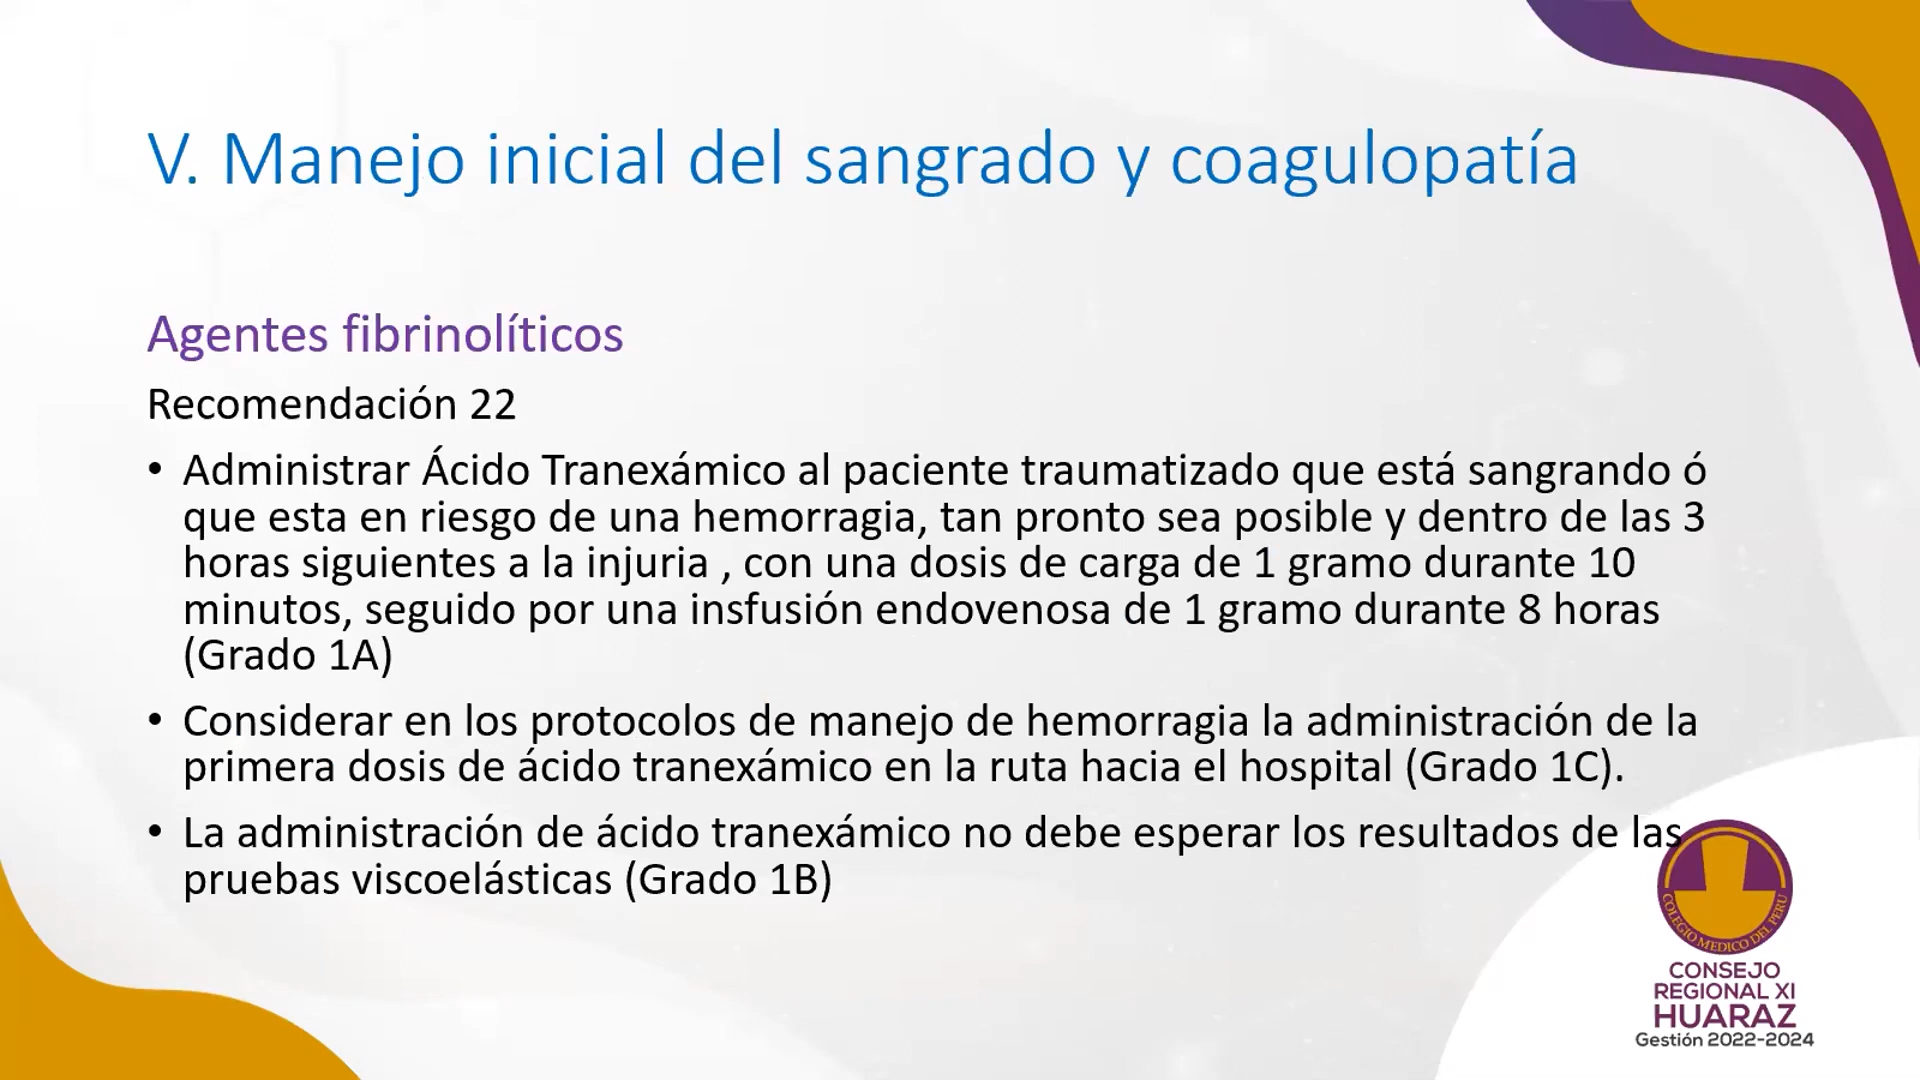 V. Manejo inicial del sangrado y coagulopatía
Agentes fibrinolíticos
Recomendación 22
• Administrar Ácido Tranexámico al paciente traumatizado que está sangrando ó
que esta en riesgo de una hemorragia, tan pronto sea posible y dentro de las 3
horas siguientes a la injuria , con una dosis de carga de 1 gramo durante 10
minutos, seguido por una insfusión endovenosa de 1 gramo durante 8 horas
(Grado 1A)
• Considerar en los protocolos de manejo de hemorragia la administración de la
primera dosis de ácido tranexámico en la ruta hacia el hospital (Grado 1C).
• La administración de ácido tranexámico no debe esperar los resultados de las
pruebas viscoelásticas (Grado 1B)
COLEGIO MEDICO DEL PERU
CONSEJO
REGIONAL XI
HUARAZ
Gestión 2022-2024